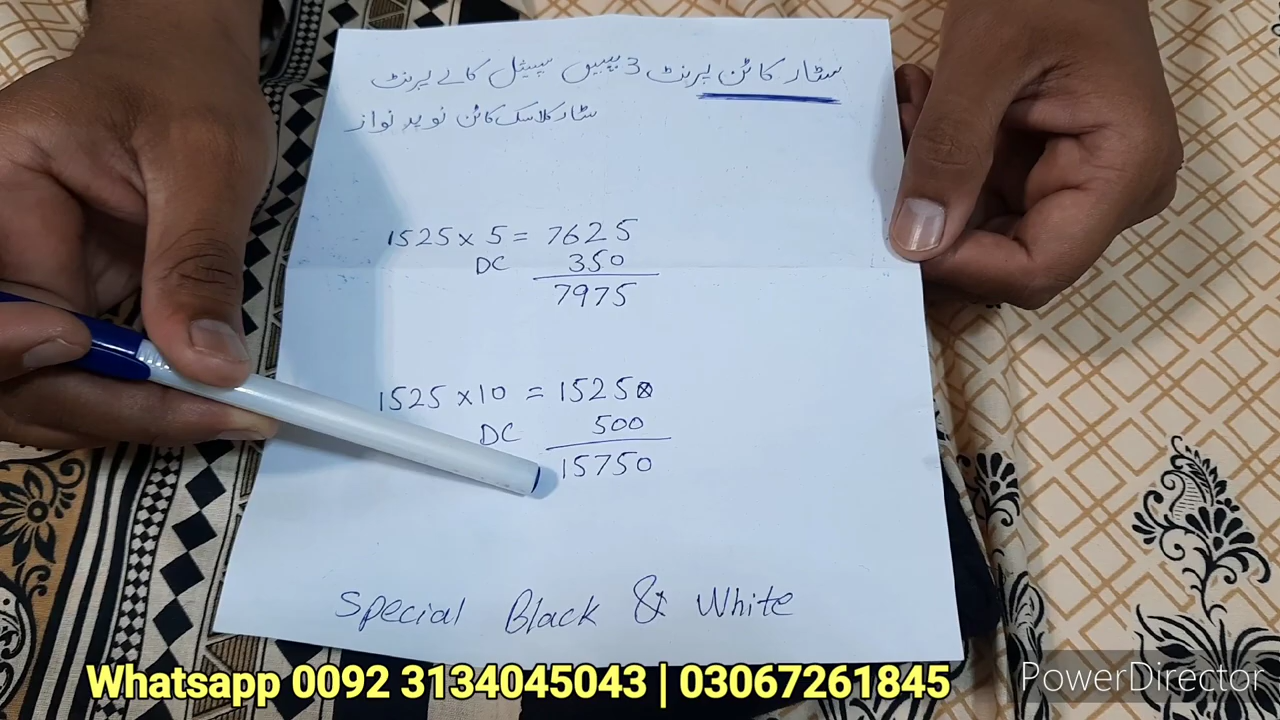 سٹار کاٹن پرنٹ 3 پیس سپیشل کالے پرنٹ
سٹار کلاسک کاٹن نوید نواز
1525 x 5 = 7625
DC 350
7975
1525 x 10 = 15250
DC 500
15750
Special Black & White
Whatsapp 0092 3134045043 | 03067261845
PowerDirector